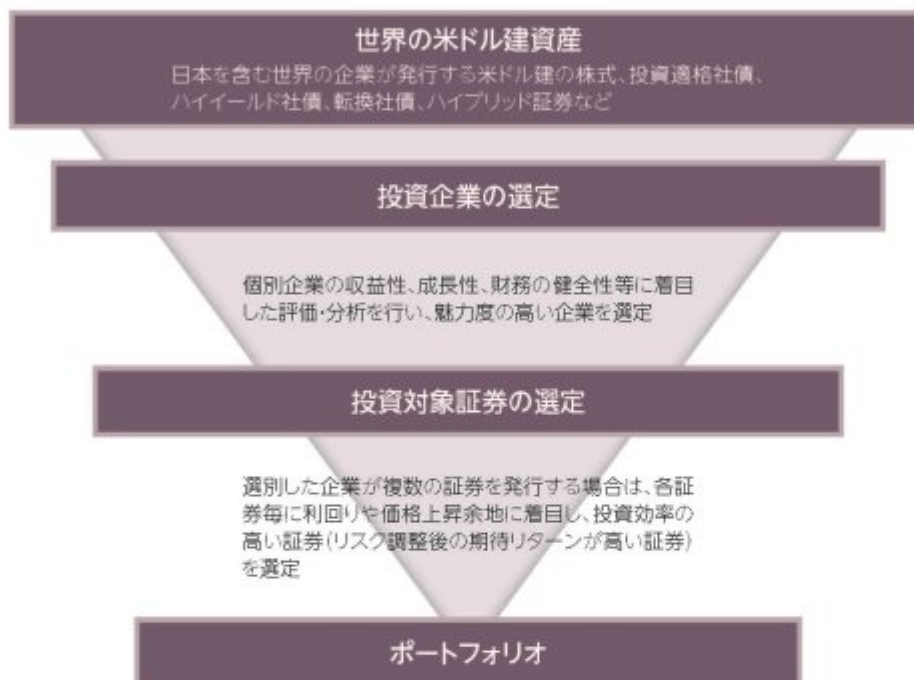 世界の米ドル建資産
日本を含む世界の企業が発行する米ドル建の株式、投資適格社債、
ハイイールド社債、転換社債、ハイブリッド証券など
投資企業の選定
個別企業の収益性、成長性、財務の健全性等に着目
した評価・分析を行い、魅力度の高い企業を選定
投資対象証券の選定
選別した企業が複数の証券を発行する場合は、各証
券毎に利回りや価格上昇余地に着目し、投資効率の
高い証券(リスク調整後の期待リターンが高い証券)
を選定
ポートフォリオ